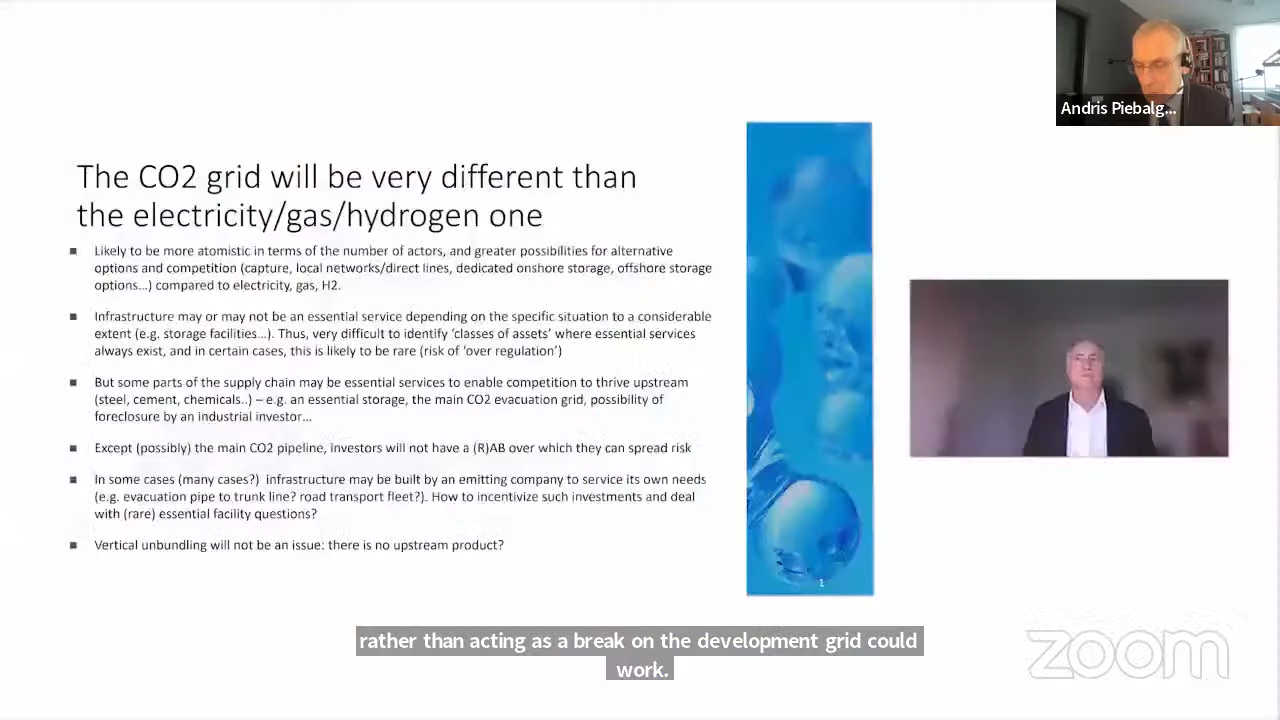 Andris Piebalg...
The CO2 grid will be very different than
the electricity/gas/hydrogen one
Likely to be more atomistic in terms of the number of actors, and greater possibilities for alternative
options and competition (capture, local networks/direct lines, dedicated onshore storage, offshore storage
options...) compared to electricity, gas, H2.
Infrastructure may or may not be an essential service depending on the specific situation to a considerable
extent (e.g. storage facilities...). Thus, very difficult to identify ‘classes of assets’ where essential services
always exist, and in certain cases, this is likely to be rare (risk of ‘over regulation’)
But some parts of the supply chain may be essential services to enable competition to thrive upstream
(steel, cement, chemicals..) – e.g. an essential storage, the main CO2 evacuation grid, possibility of
foreclosure by an industrial investor...
Except (possibly) the main CO2 pipeline, investors will not have a (R)AB over which they can spread risk
In some cases (many cases?) infrastructure may be built by an emitting company to service its own needs
(e.g. evacuation pipe to trunk line? road transport fleet?). How to incentivize such investments and deal
with (rare) essential facility questions?
Vertical unbundling will not be an issue: there is no upstream product?
1
rather than acting as a break on the development grid could
work.
zoom